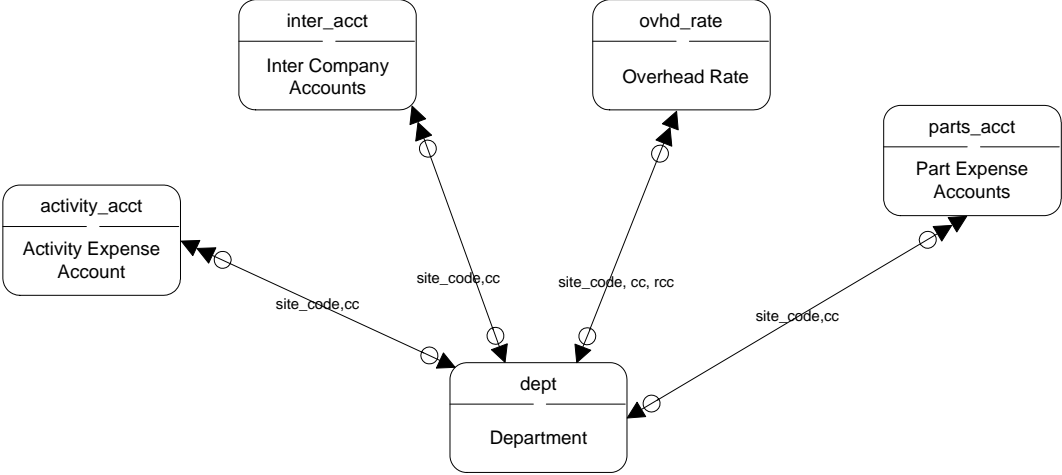 inter_acct
Inter Company
Accounts
ovhd_rate
Overhead Rate
parts_acct
Part Expense
Accounts
activity_acct
Activity Expense
Account
site_code,cc
site_code,cc
site_code, cc, rcc
site_code,cc
dept
Department